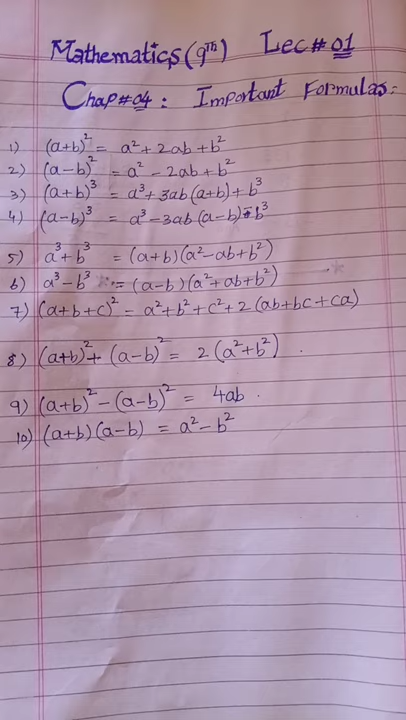 Mathematics (9th) Lec # 01
Chap # 04 : Important Formulas :
1) (a+b)² = a² + 2ab + b²
2) (a-b)² = a² - 2ab + b²
3) (a+b)³ = a³ + 3ab (a+b) + b³
4) (a-b)³ = a³ - 3ab (a-b) - b³
5) a³ + b³ = (a+b) (a² - ab + b²)
6) a³ - b³ = (a-b) (a² + ab + b²)
7) (a+b+c)² = a² + b² + c² + 2 (ab + bc + ca)
8) (a+b)² + (a-b)² = 2 (a² + b²) .
9) (a+b)² - (a-b)² = 4ab .
10) (a+b) (a-b) = a² - b²